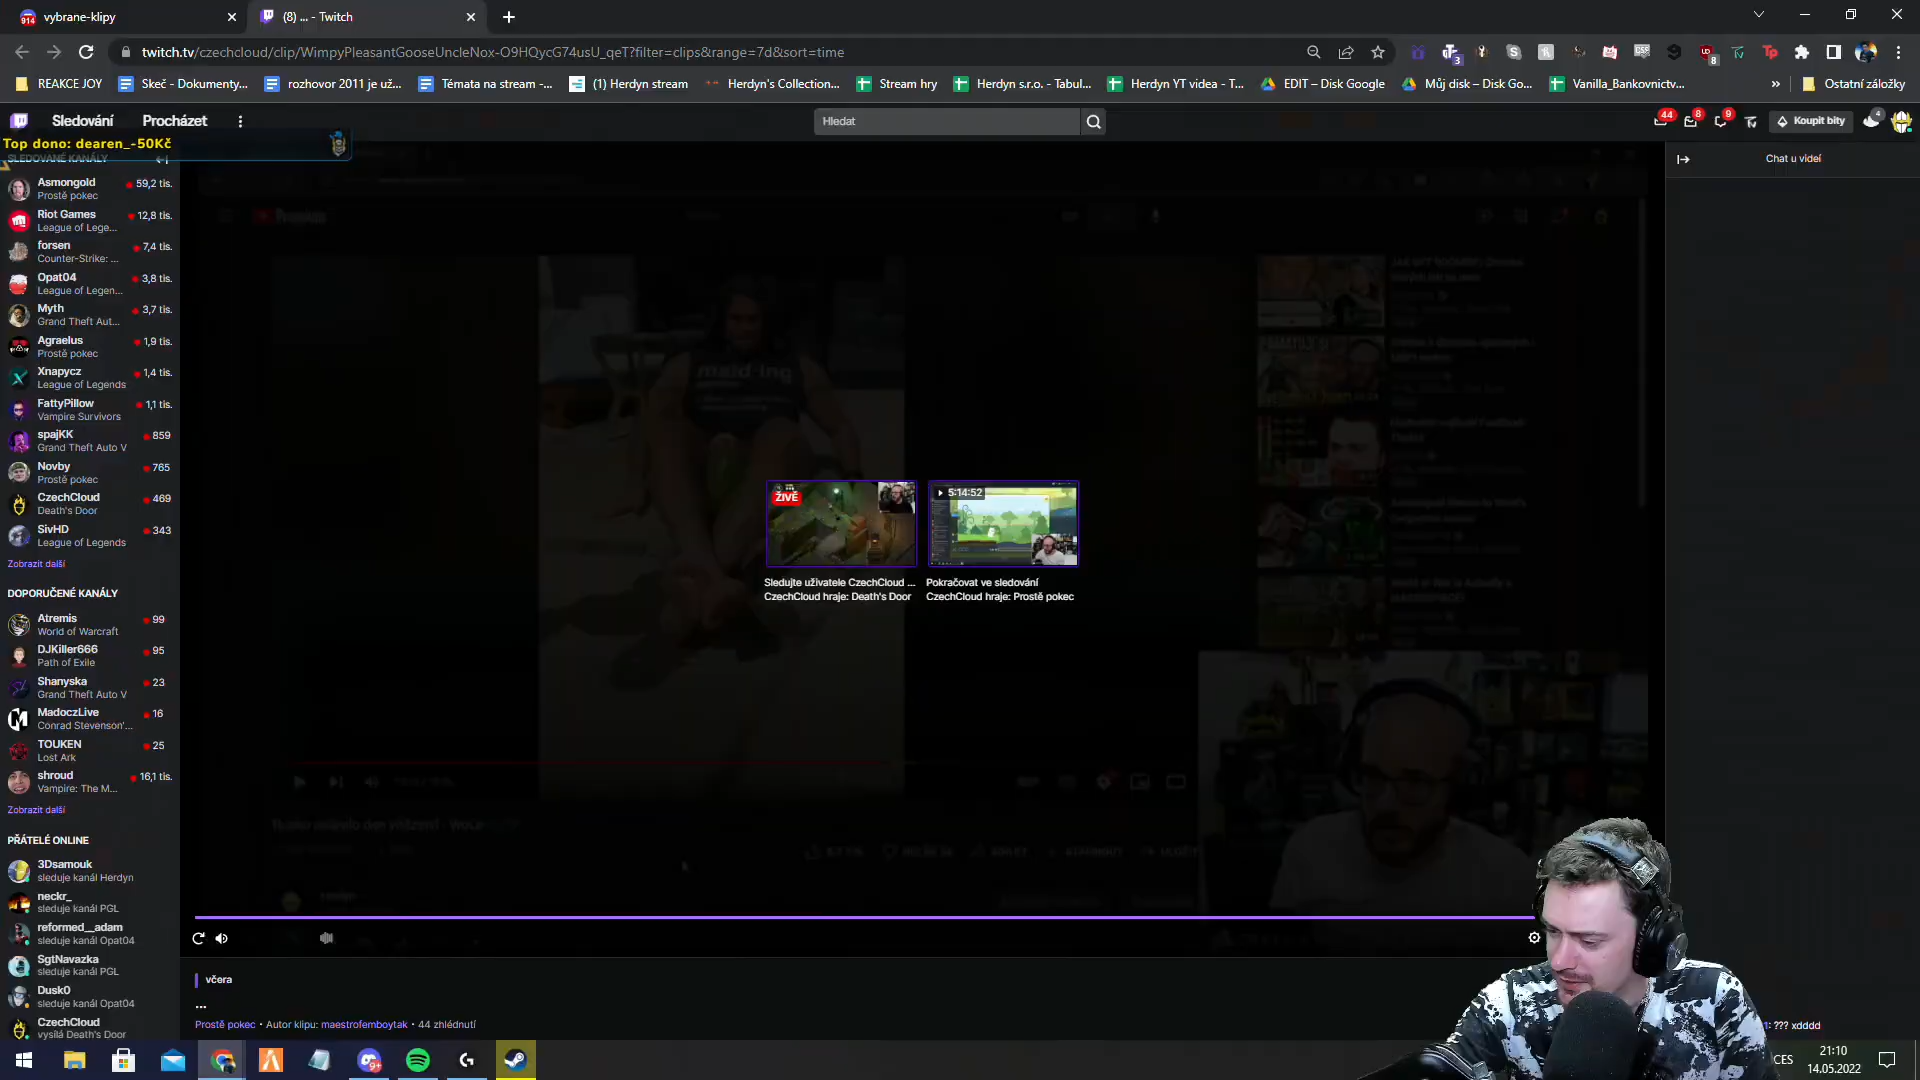 vybrane-klipy
(8) ... - Twitch
twitch.tv/czechcloud/clip/WimpyPleasantGooseUncleNox-O9HQycG74usU_qeT?filter=clips&range=7d&sort=time
REAKCE JOY
Skeč - Dokumenty...
rozhovor 2011 je už...
Témata na stream -...
(1) Herdyn stream
Herdyn's Collection...
Stream hry
Herdyn s.r.o. - Tabul...
Herdyn YT videa - T...
EDIT – Disk Google
Můj disk – Disk Go...
Vanilla_Bankovnictv...
»
Ostatní záložky
Sledování
Procházet
Hledat
44
8
9
Koupit bity
4
Top dono: dearen_-50Kč
SLEDOVANÉ KANÁLY
Chat u videí
Asmongold
59,2 tis.
Prostě pokec
Riot Games
12,8 tis.
League of Lege...
forsen
7,4 tis.
Counter-Strike: ...
Opat04
3,8 tis.
League of Legen...
Myth
3,7 tis.
Grand Theft Aut...
Agraelus
1,9 tis.
Prostě pokec
Xnapycz
1,4 tis.
League of Legends
FattyPillow
1,1 tis.
Vampire Survivors
spajKK
859
Grand Theft Auto V
Novby
765
Prostě pokec
CzechCloud
469
Death's Door
SivHD
343
League of Legends
Zobrazit další
DOPORUČENÉ KANÁLY
Atremis
99
World of Warcraft
DJKiller666
95
Path of Exile
Shanyska
23
Grand Theft Auto V
MadoczLive
16
Conrad Stevenson'...
TOUKEN
25
Lost Ark
shroud
16,1 tis.
Vampire: The M...
Zobrazit další
PŘÁTELÉ ONLINE
3Dsamouk
sleduje kanál Herdyn
neckr_
sleduje kanál PGL
reformed__adam
sleduje kanál Opat04
SgtNavazka
sleduje kanál PGL
Dusk0
sleduje kanál Opat04
CzechCloud
vysílá Death's Door
Premium
maid·ing
ŽIVĚ
5:14:52
Sledujte uživatele CzechCloud ...
CzechCloud hraje: Death's Door
Pokračovat ve sledování
CzechCloud hraje: Prostě pokec
včera
...
Prostě pokec • Autor klipu: maestrofemboytak • 44 zhlédnutí
??? xdddd
CES
21:10
14.05.2022